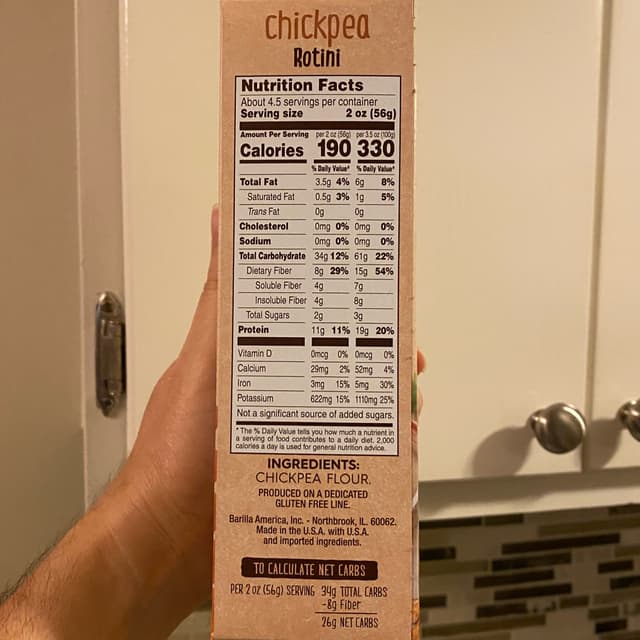 chickpea
Rotini
Nutrition Facts
About 4.5 servings per container
Serving size 2 oz (56g)
Amount Per Serving per 2 oz (56g) per 3.5 oz (100g)
Calories 190 330
% Daily Value* % Daily Value*
Total Fat 3.5g 4% 6g 8%
Saturated Fat 0.5g 3% 1g 5%
Trans Fat 0g 0g
Cholesterol 0mg 0% 0mg 0%
Sodium 0mg 0% 0mg 0%
Total Carbohydrate 34g 12% 61g 22%
Dietary Fiber 8g 29% 15g 54%
Soluble Fiber 4g 7g
Insoluble Fiber 4g 8g
Total Sugars 2g 3g
Protein 11g 11% 19g 20%
Vitamin D 0mcg 0% 0mcg 0%
Calcium 29mg 2% 52mg 4%
Iron 3mg 15% 5mg 30%
Potassium 622mg 15% 1110mg 25%
Not a significant source of added sugars.
* The % Daily Value tells you how much a nutrient in
a serving of food contributes to a daily diet. 2,000
calories a day is used for general nutrition advice.
INGREDIENTS:
CHICKPEA FLOUR.
PRODUCED ON A DEDICATED
GLUTEN FREE LINE.
Barilla America, Inc. - Northbrook, IL. 60062.
Made in the U.S.A. with U.S.A.
and imported ingredients.
TO CALCULATE NET CARBS
PER 2 oz (56g) SERVING 34g TOTAL CARBS
-8g Fiber
26g NET CARBS